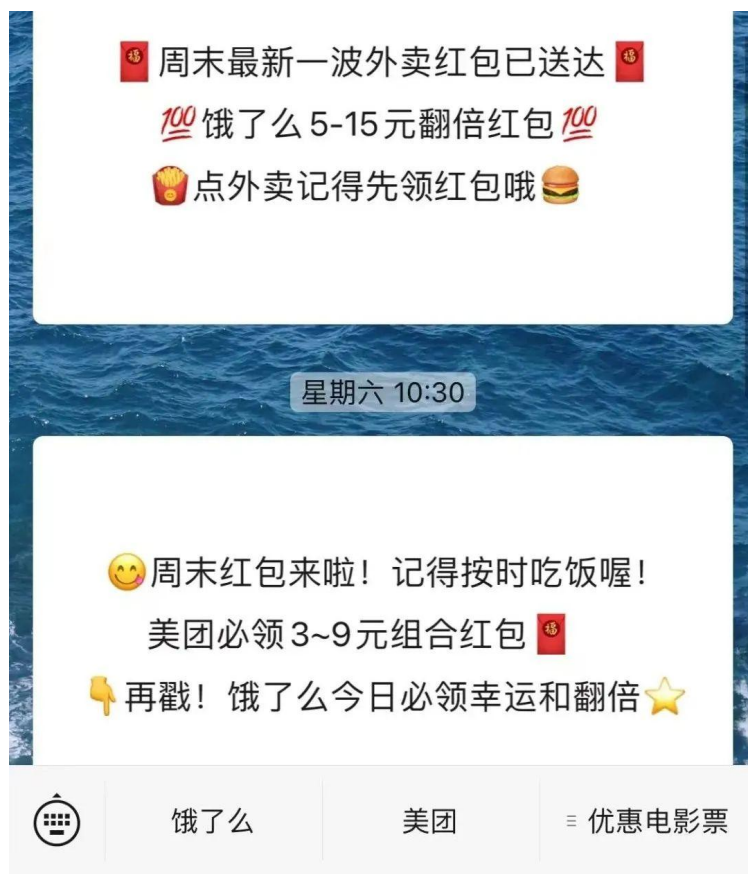 周末最新一波外卖红包已送达
💯饿了么5-15元翻倍红包💯
点外卖记得先领红包哦
星期六 10:30
周末红包来啦！记得按时吃饭喔！
美团必领3~9元组合红包
再戳！饿了么今日必领幸运和翻倍
饿了么
美团
优惠电影票